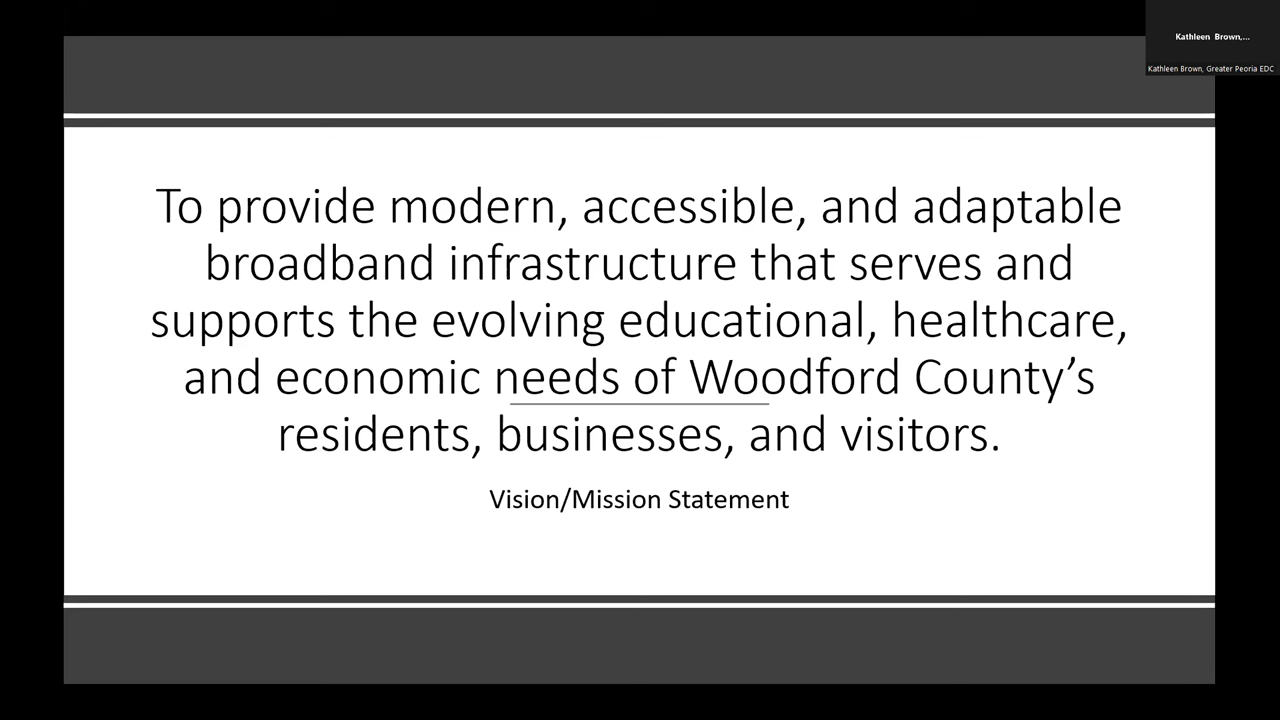 Kathleen Brown,...
Kathleen Brown, Greater Peoria EDC
To provide modern, accessible, and adaptable
broadband infrastructure that serves and
supports the evolving educational, healthcare,
and economic needs of Woodford County’s
residents, businesses, and visitors.
Vision/Mission Statement